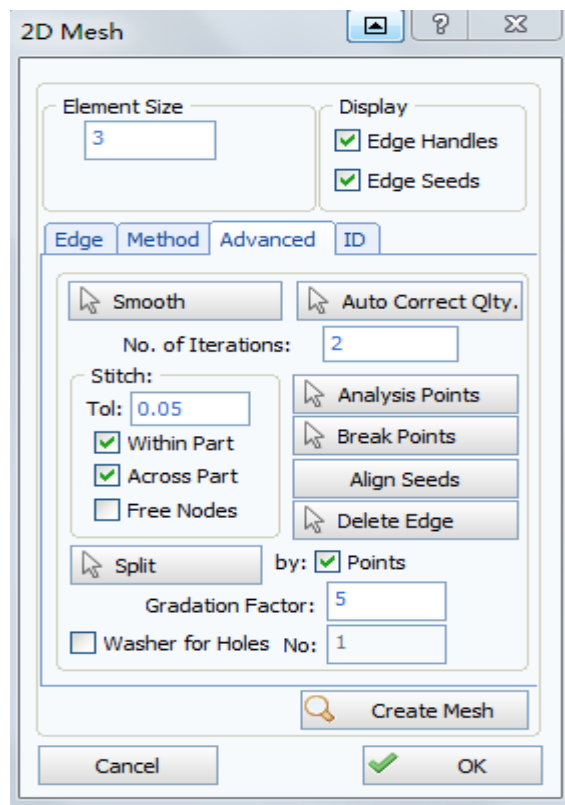 2D Mesh
Element Size
3
Display
Edge Handles
Edge Seeds
Edge Method Advanced ID
Smooth
Auto Correct Qlty.
No. of Iterations: 2
Stitch:
Tol: 0.05
Within Part
Across Part
Free Nodes
Analysis Points
Break Points
Align Seeds
Delete Edge
Split by: Points
Gradation Factor: 5
Washer for Holes No: 1
Create Mesh
Cancel OK